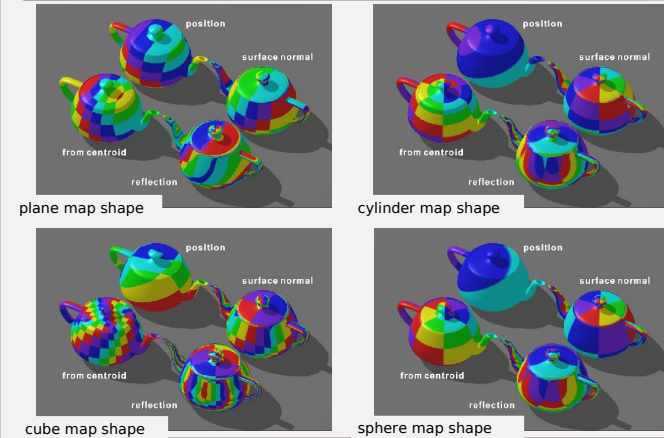 position
surface normal
from centroid
reflection
plane map shape
position
surface normal
from centroid
reflection
cylinder map shape
position
surface normal
from centroid
reflection
cube map shape
position
surface normal
from centroid
reflection
sphere map shape